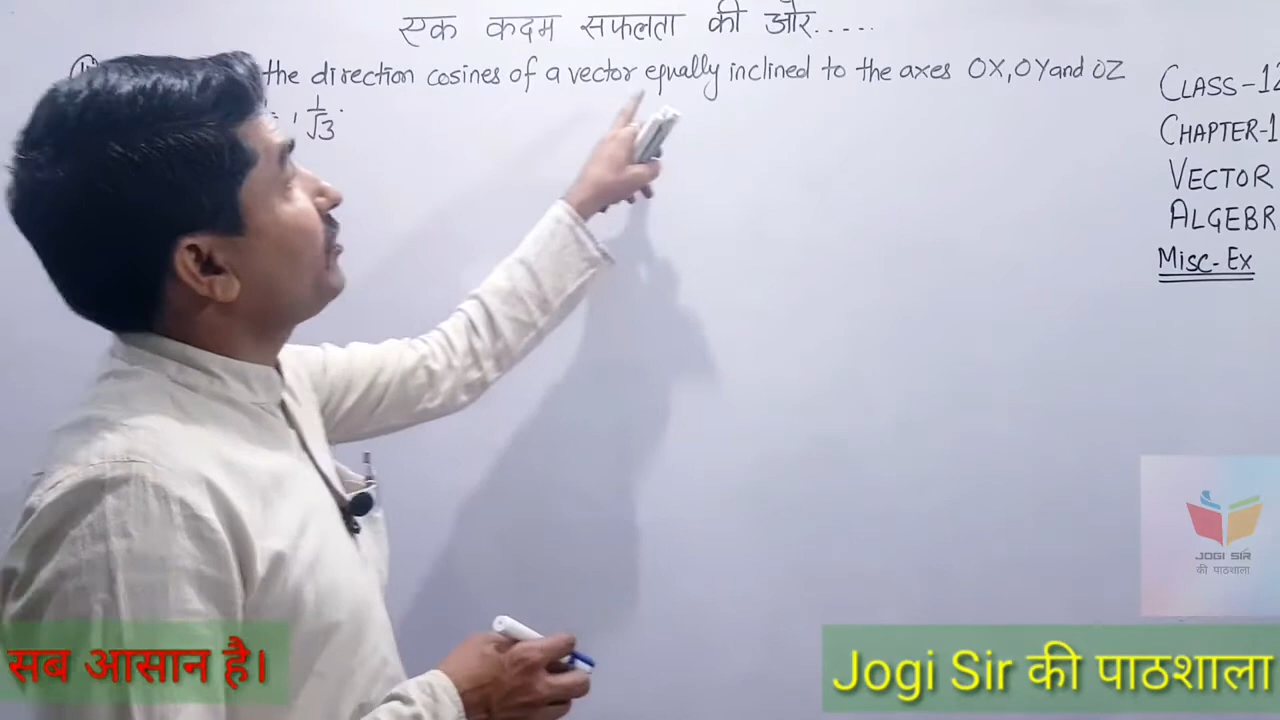 एक कदम सफलता की ओर.....
the direction cosines of a vector equally inclined to the axes OX, OY and OZ
, 1/√3.
CLASS-12
CHAPTER-1
VECTOR
ALGEBR
MISC-EX
JOGI SIR
की पाठशाला
सब आसान है।
Jogi Sir की पाठशाला